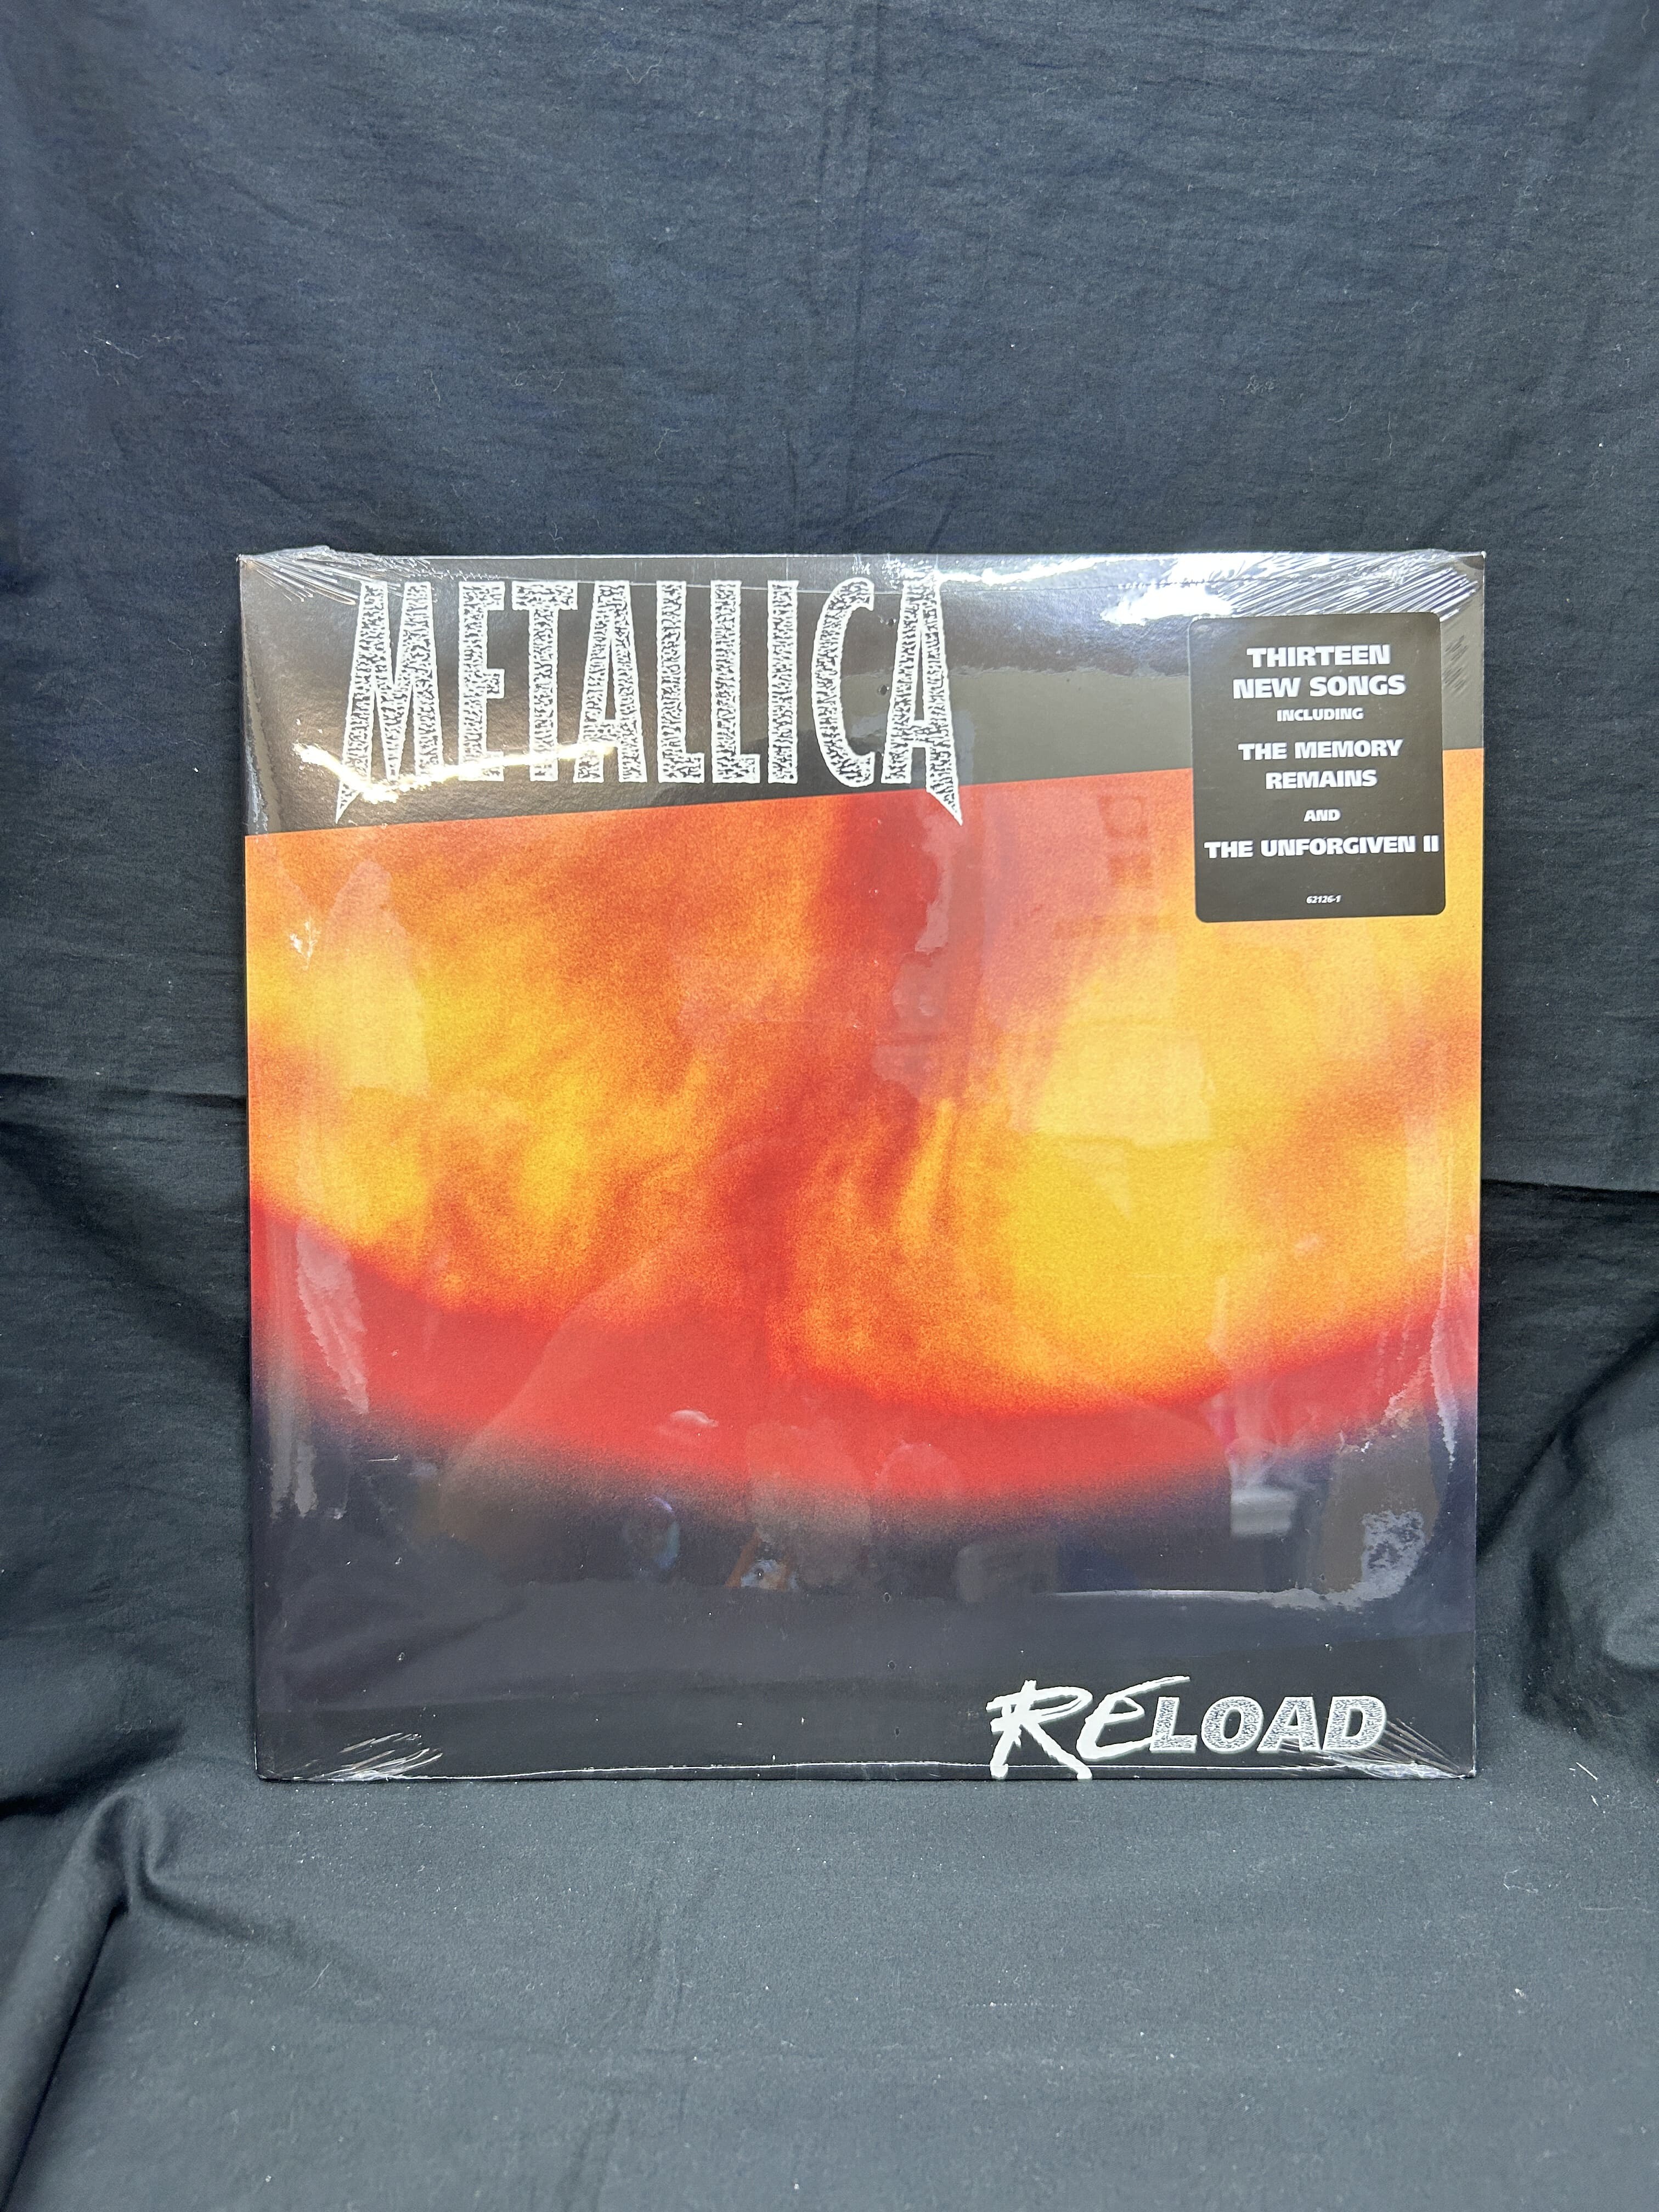 METALLICA
THIRTEEN
NEW SONGS
INCLUDING
THE MEMORY
REMAINS
AND
THE UNFORGIVEN II
62126-1
RELOAD